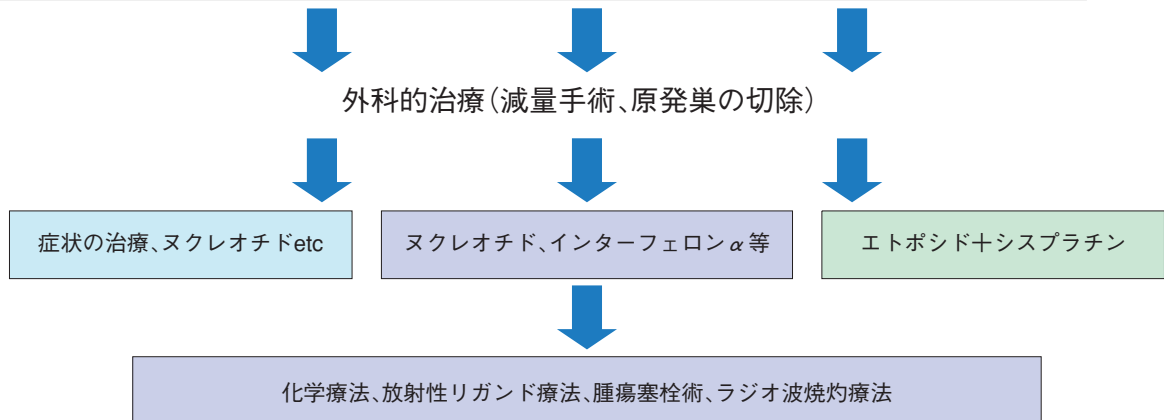 外科的治療（減量手術、原発巣の切除）
症状の治療、ヌクレオチドetc
ヌクレオチド、インターフェロンα等
エトポシド＋シスプラチン
化学療法、放射性リガンド療法、腫瘍塞栓術、ラジオ波焼灼療法